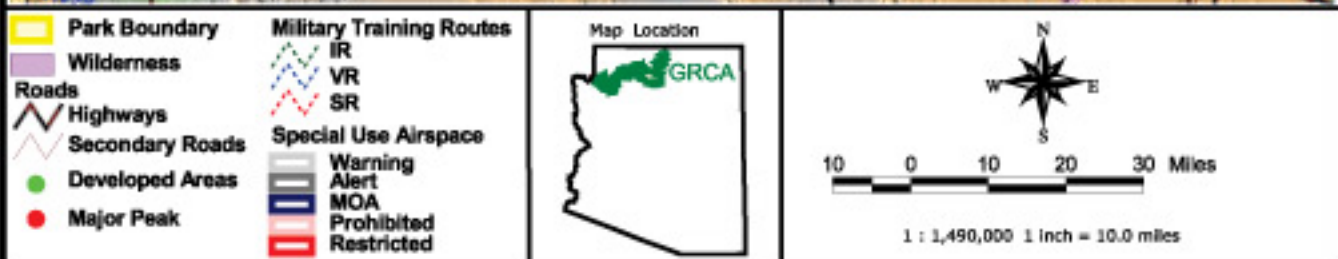 Park Boundary
Wilderness
Roads
Highways
Secondary Roads
Developed Areas
Major Peak
Military Training Routes
IR
VR
SR
Special Use Airspace
Warning
Alert
MOA
Prohibited
Restricted
Map Location
GRCA
N
W E
S
10 0 10 20 30 Miles
1 : 1,490,000 1 inch = 10.0 miles